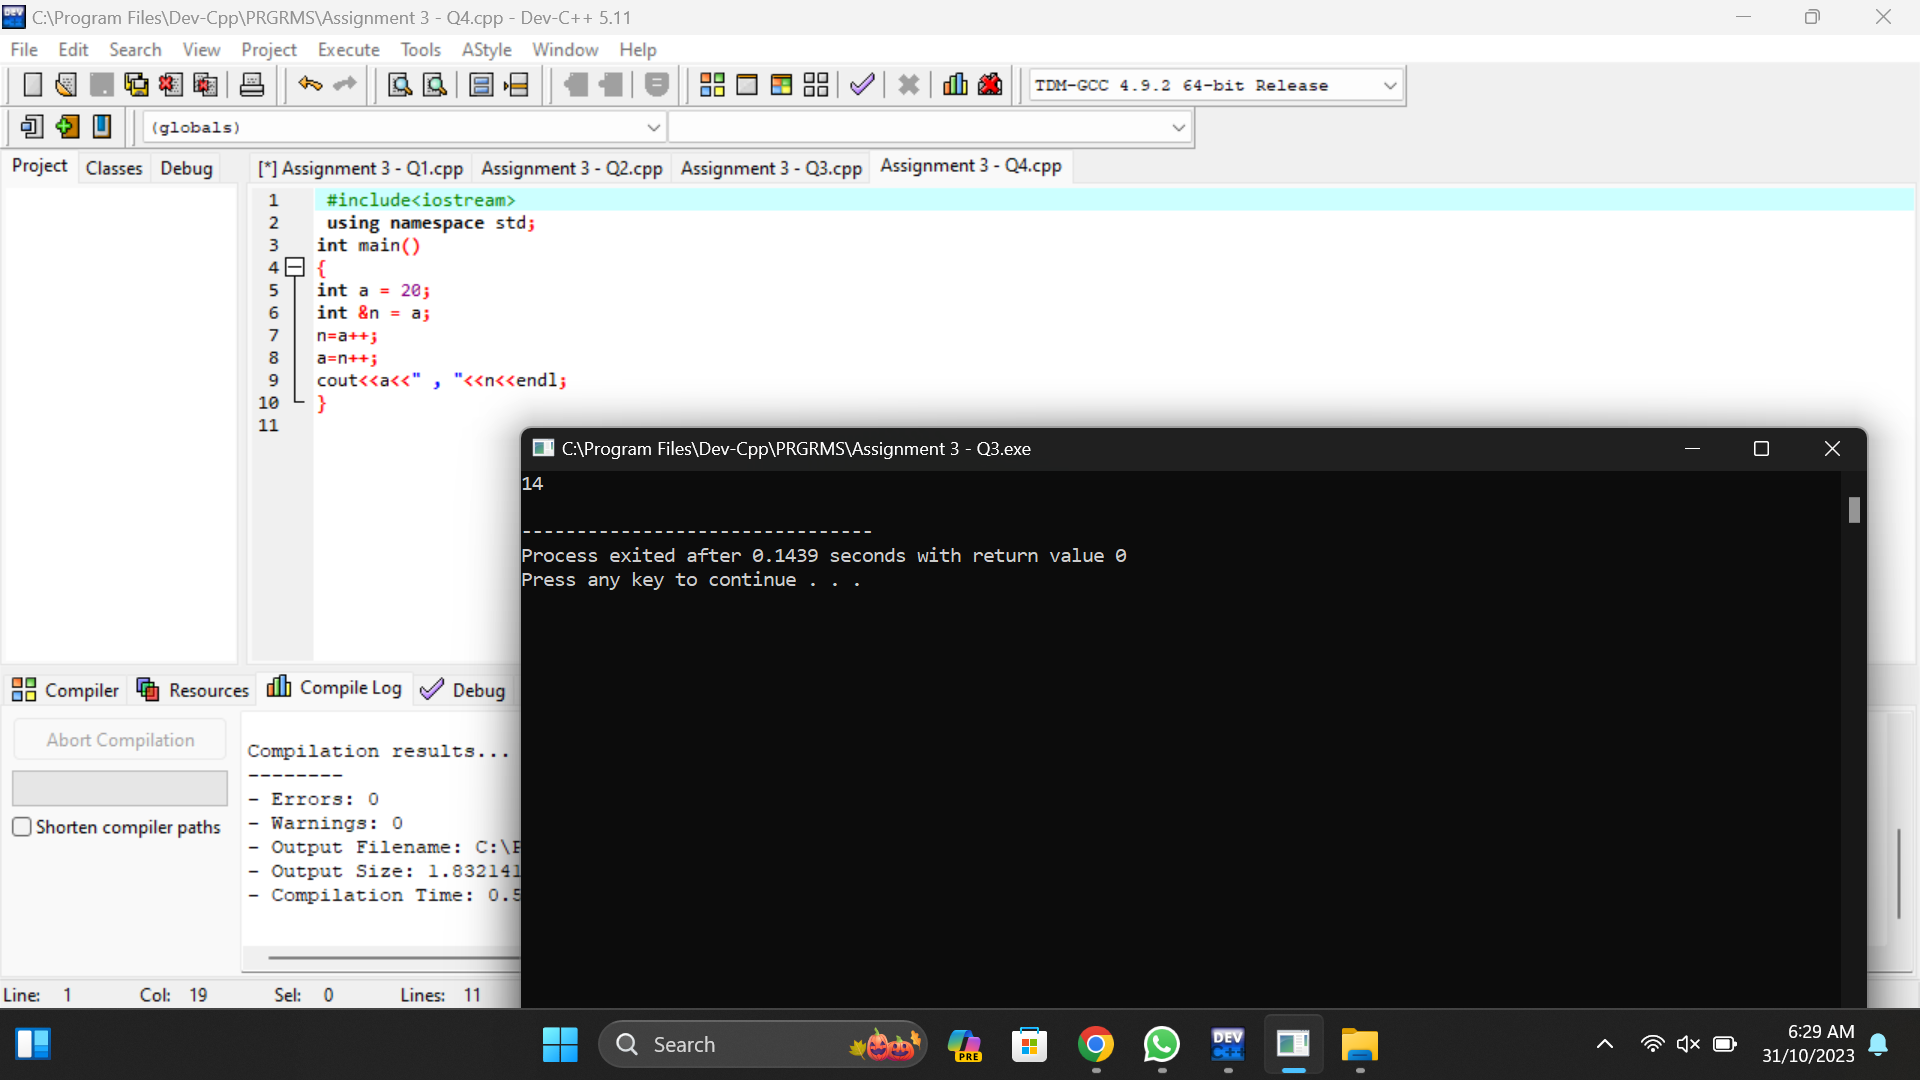 C:\Program Files\Dev-Cpp\PRGRMS\Assignment 3 - Q4.cpp - Dev-C++ 5.11
File Edit Search View Project Execute Tools AStyle Window Help
TDM-GCC 4.9.2 64-bit Release
(globals)
Project Classes Debug
[*] Assignment 3 - Q1.cpp Assignment 3 - Q2.cpp Assignment 3 - Q3.cpp Assignment 3 - Q4.cpp
1 #include<iostream>
2 using namespace std;
3 int main()
4 {
5 int a = 20;
6 int &n = a;
7 n=a++;
8 a=n++;
9 cout<<a<<" , "<<n<<endl;
10 }
11
C:\Program Files\Dev-Cpp\PRGRMS\Assignment 3 - Q3.exe
14
--------------------------------
Process exited after 0.1439 seconds with return value 0
Press any key to continue . . .
Compiler Resources Compile Log Debug
Abort Compilation
Shorten compiler paths
Compilation results...
--------
- Errors: 0
- Warnings: 0
- Output Filename: C:\P
- Output Size: 1.832141
- Compilation Time: 0.5
Line: 1 Col: 19 Sel: 0 Lines: 11
Search
PRE
DEV
C++
6:29 AM
31/10/2023